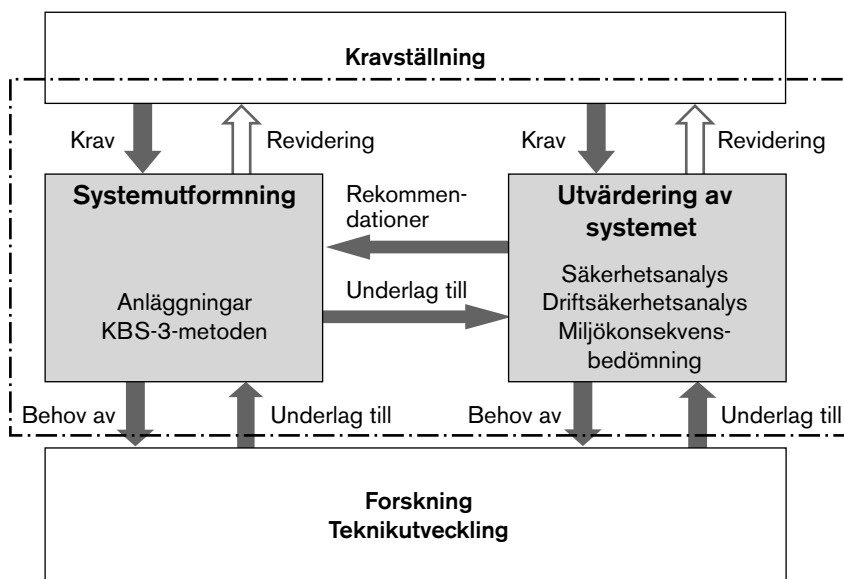 Kravställning
Krav
Revidering
Krav
Revidering
Systemutformning
Anläggningar
KBS-3-metoden
Rekommen-
dationer
Underlag till
Utvärdering av
systemet
Säkerhetsanalys
Driftsäkerhetsanalys
Miljökonsekvens-
bedömning
Behov av
Underlag till
Behov av
Underlag till
Forskning
Teknikutveckling